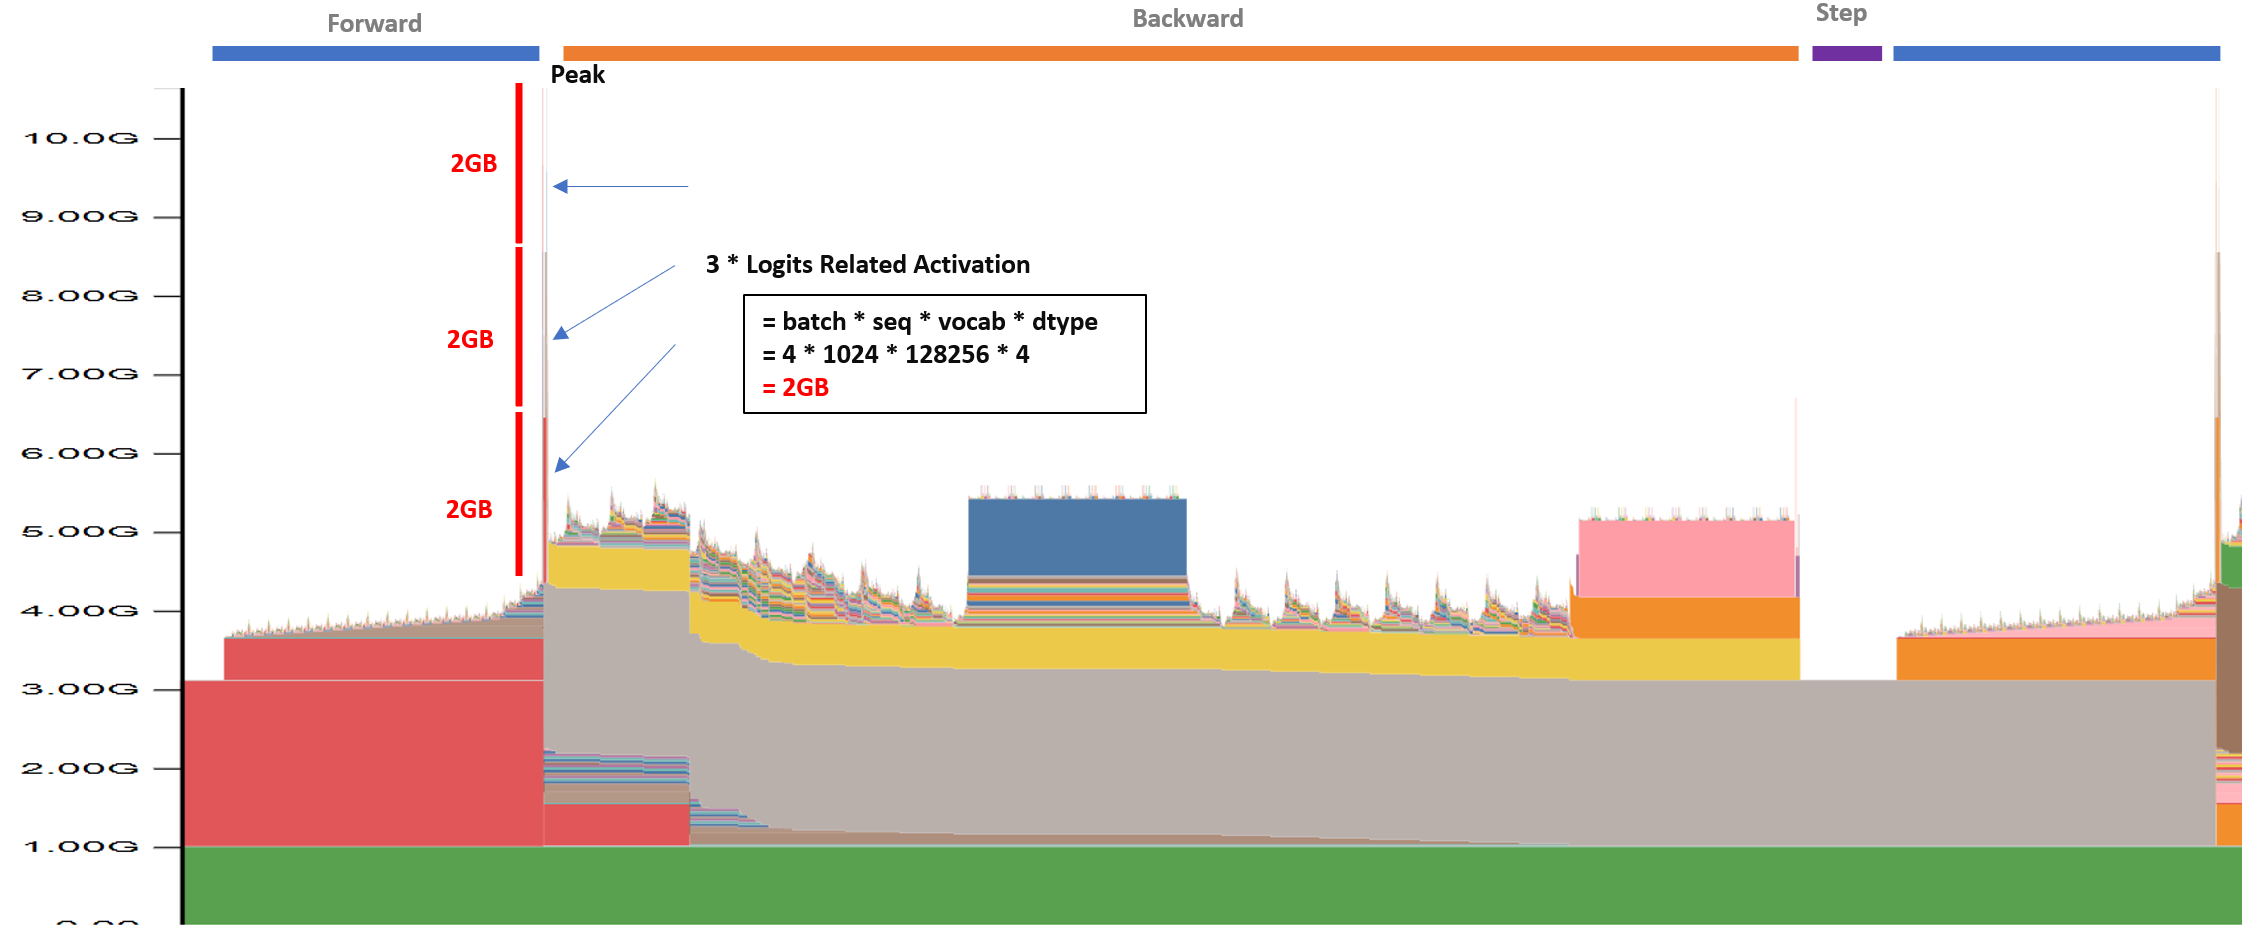 Forward
Backward
Step
Peak
10.0G
2GB
9.00G
3 * Logits Related Activation
8.00G
= batch * seq * vocab * dtype
2GB
= 4 * 1024 * 128256 * 4
7.00G
= 2GB
6.00G
2GB
5.00G
4.00G
3.00G
2.00G
1.00G